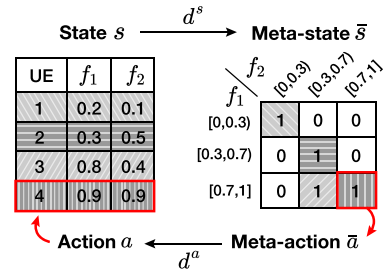 State s
d^s
Meta-state s̄
UE f₁ f₂
1 0.2 0.1
2 0.3 0.5
3 0.8 0.4
4 0.9 0.9
f₂
f₁
[0,0.3) [0.3,0.7) [0.7,1]
[0,0.3) 1 0 0
[0.3,0.7) 0 1 0
[0.7,1] 0 1 1
Action a
d^a
Meta-action ā